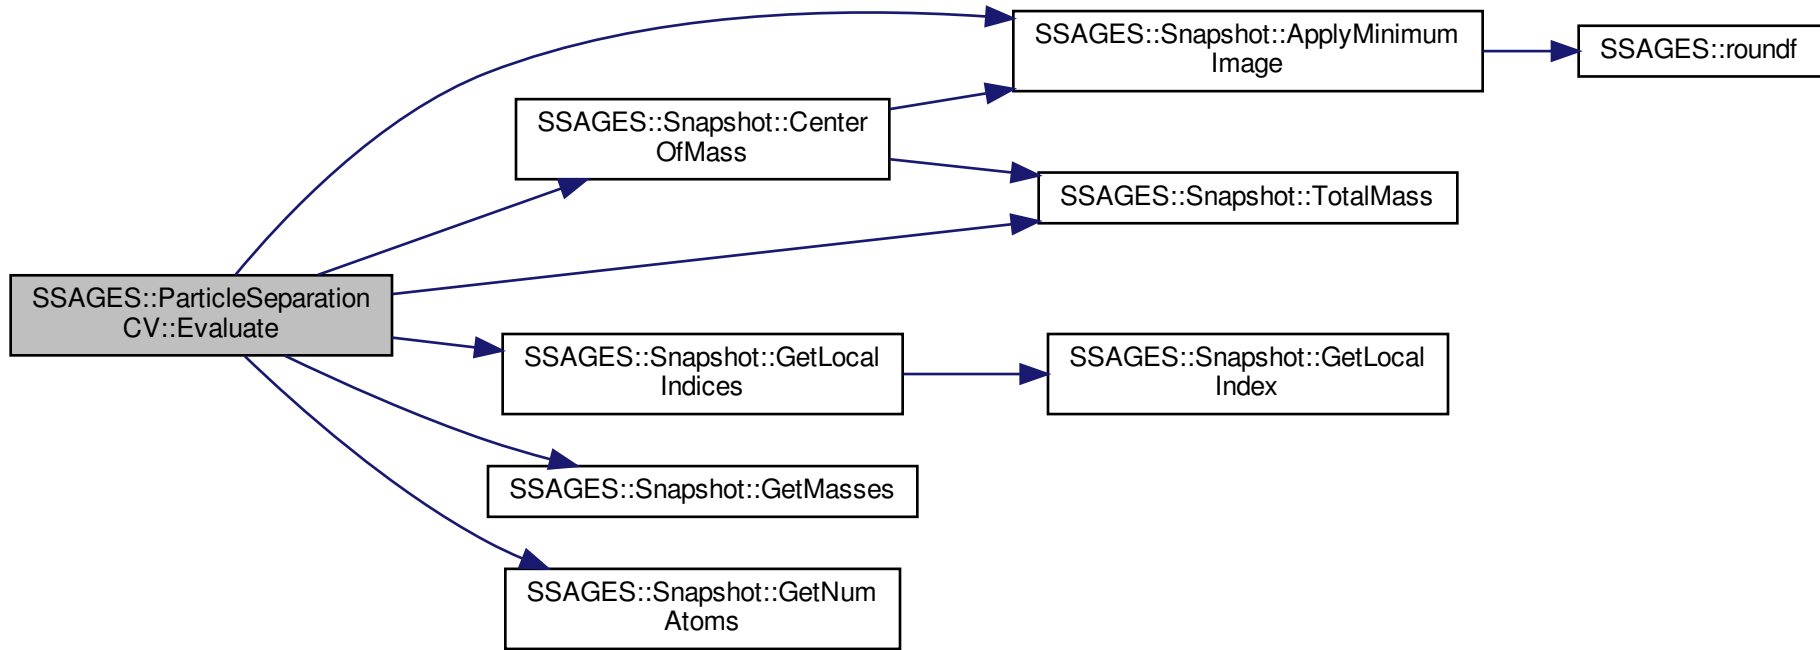 SSAGES::ParticleSeparation
CV::Evaluate
SSAGES::Snapshot::ApplyMinimum
Image
SSAGES::roundf
SSAGES::Snapshot::Center
OfMass
SSAGES::Snapshot::TotalMass
SSAGES::Snapshot::GetLocal
Indices
SSAGES::Snapshot::GetLocal
Index
SSAGES::Snapshot::GetMasses
SSAGES::Snapshot::GetNum
Atoms